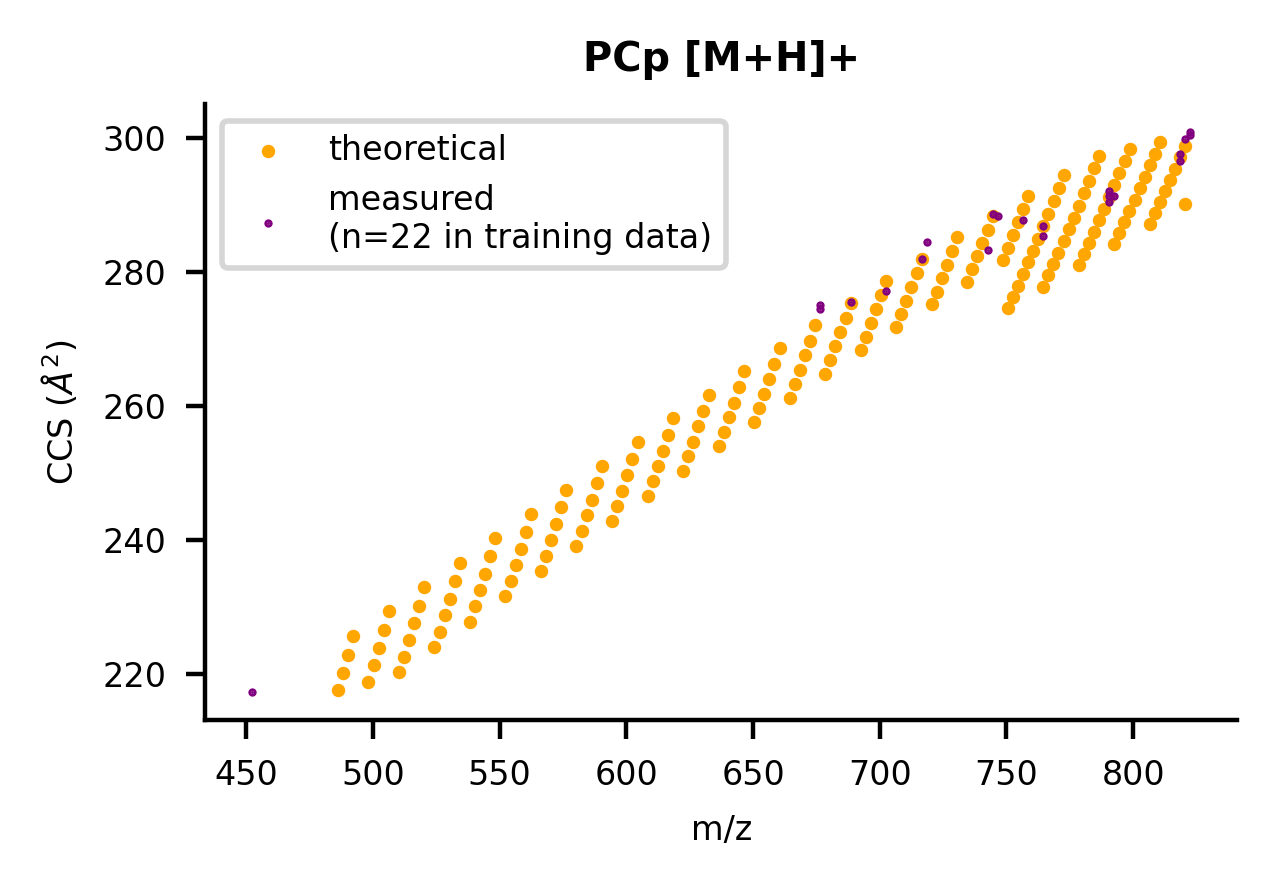 PCp [M+H]+
theoretical
measured
(n=22 in training data)
CCS (Å²)
300
280
260
240
220
450 500 550 600 650 700 750 800
m/z